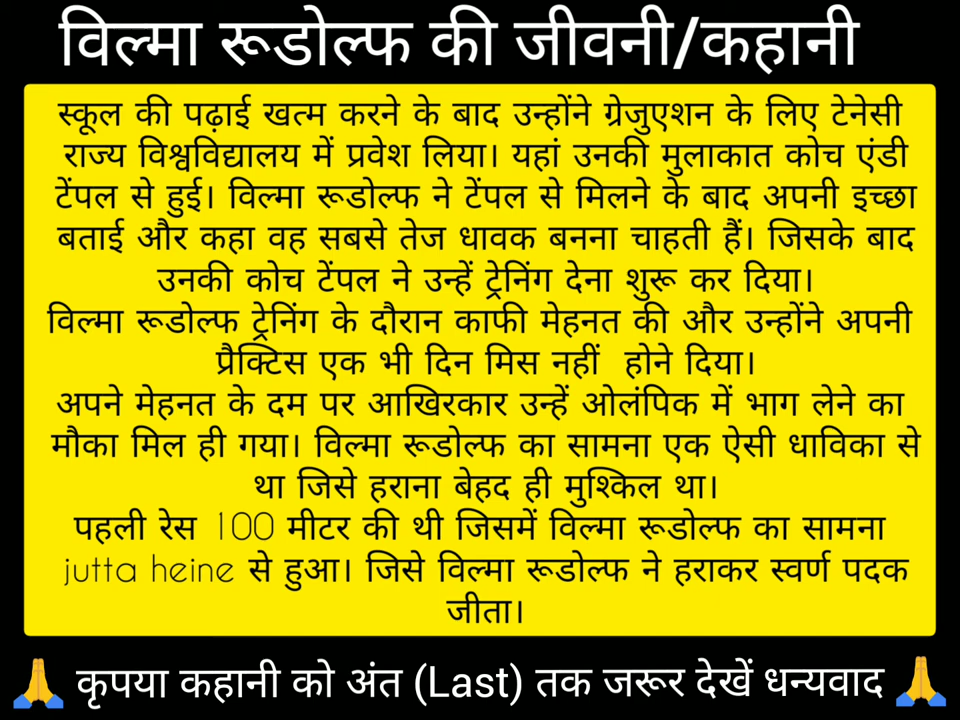 विल्मा रूडोल्फ की जीवनी/कहानी
स्कूल की पढ़ाई खत्म करने के बाद उन्होंने ग्रेजुएशन के लिए टेनेसी
राज्य विश्वविद्यालय में प्रवेश लिया। यहां उनकी मुलाकात कोच एंडी
टेंपल से हुई। विल्मा रूडोल्फ ने टेंपल से मिलने के बाद अपनी इच्छा
बताई और कहा वह सबसे तेज धावक बनना चाहती हैं। जिसके बाद
उनकी कोच टेंपल ने उन्हें ट्रेनिंग देना शुरू कर दिया।
विल्मा रूडोल्फ ट्रेनिंग के दौरान काफी मेहनत की और उन्होंने अपनी
प्रैक्टिस एक भी दिन मिस नहीं होने दिया।
अपने मेहनत के दम पर आखिरकार उन्हें ओलंपिक में भाग लेने का
मौका मिल ही गया। विल्मा रूडोल्फ का सामना एक ऐसी धाविका से
था जिसे हराना बेहद ही मुश्किल था।
पहली रेस 100 मीटर की थी जिसमें विल्मा रूडोल्फ का सामना
jutta heine से हुआ। जिसे विल्मा रूडोल्फ ने हराकर स्वर्ण पदक
जीता।
🙏 कृपया कहानी को अंत (Last) तक जरूर देखें धन्यवाद 🙏